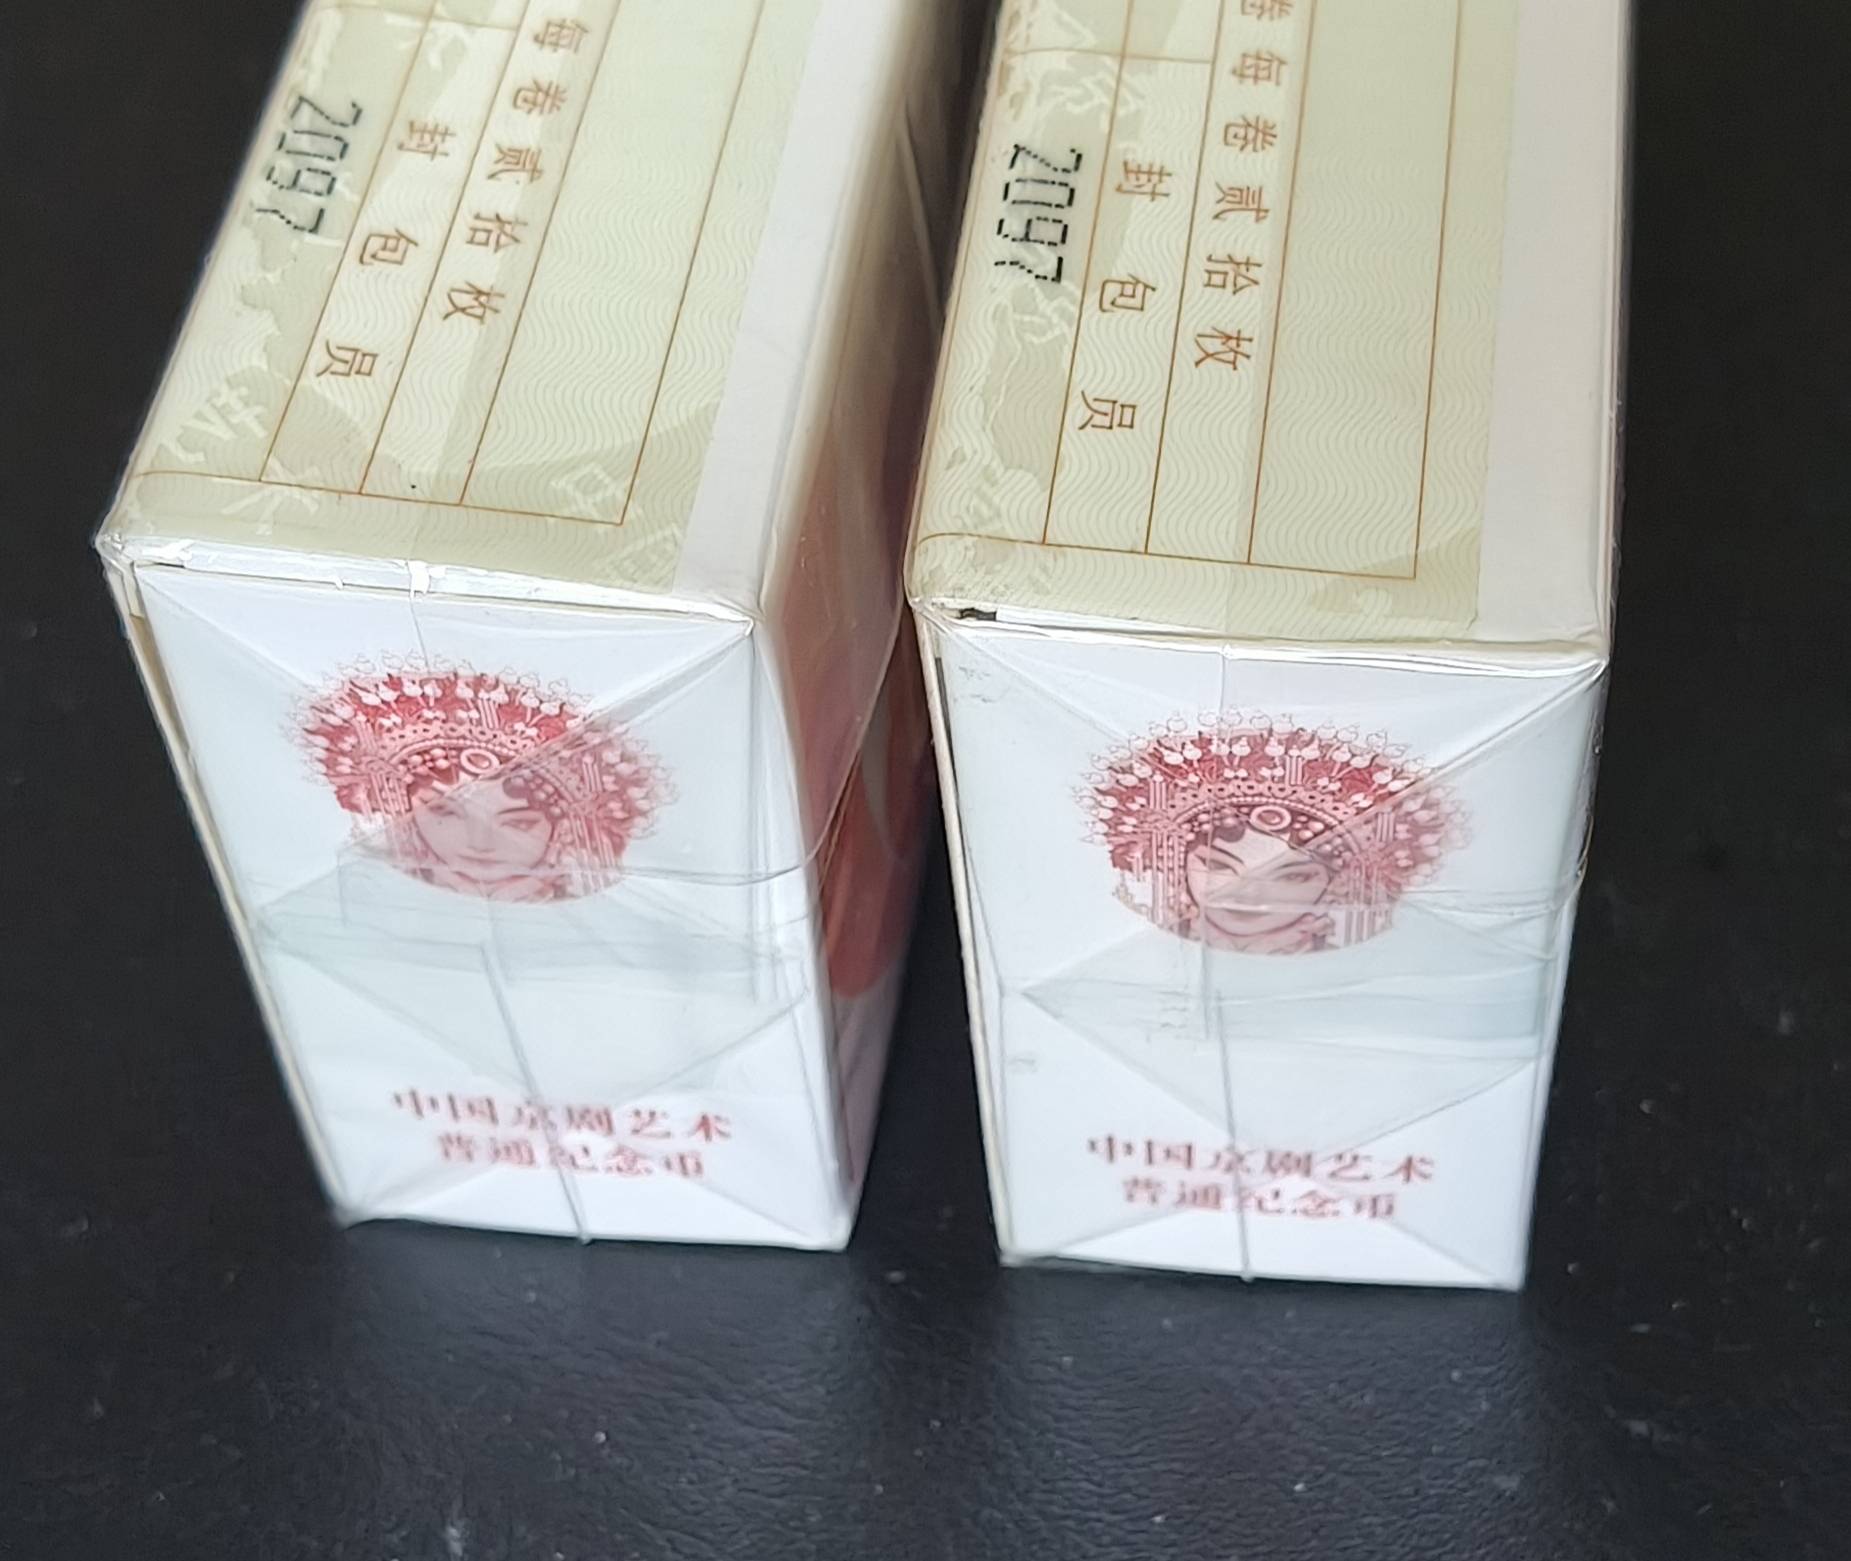 每卷贰拾枚
封包员
2097
中国京剧艺术
普通纪念币
卷每卷贰拾枚
封包员
2097
中国京剧艺术
普通纪念币